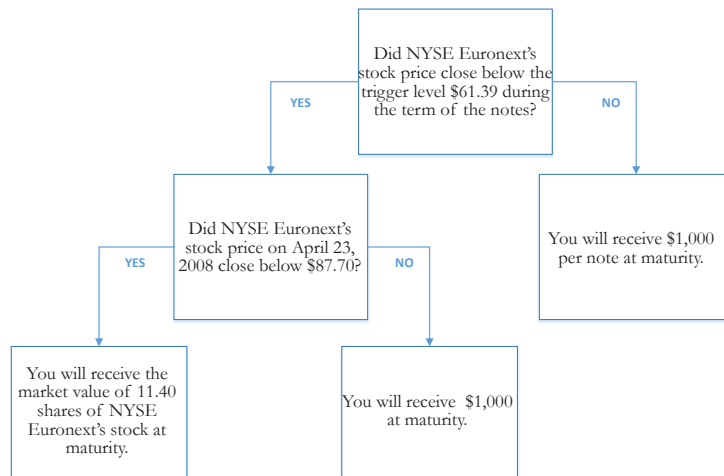 Did NYSE Euronext's
stock price close below the
trigger level $61.39 during
the term of the notes?
YES
NO
Did NYSE Euronext's
stock price on April 23,
2008 close below $87.70?
You will receive $1,000
per note at maturity.
YES
NO
You will receive the
market value of 11.40
shares of NYSE
Euronext's stock at
maturity.
You will receive $1,000
at maturity.